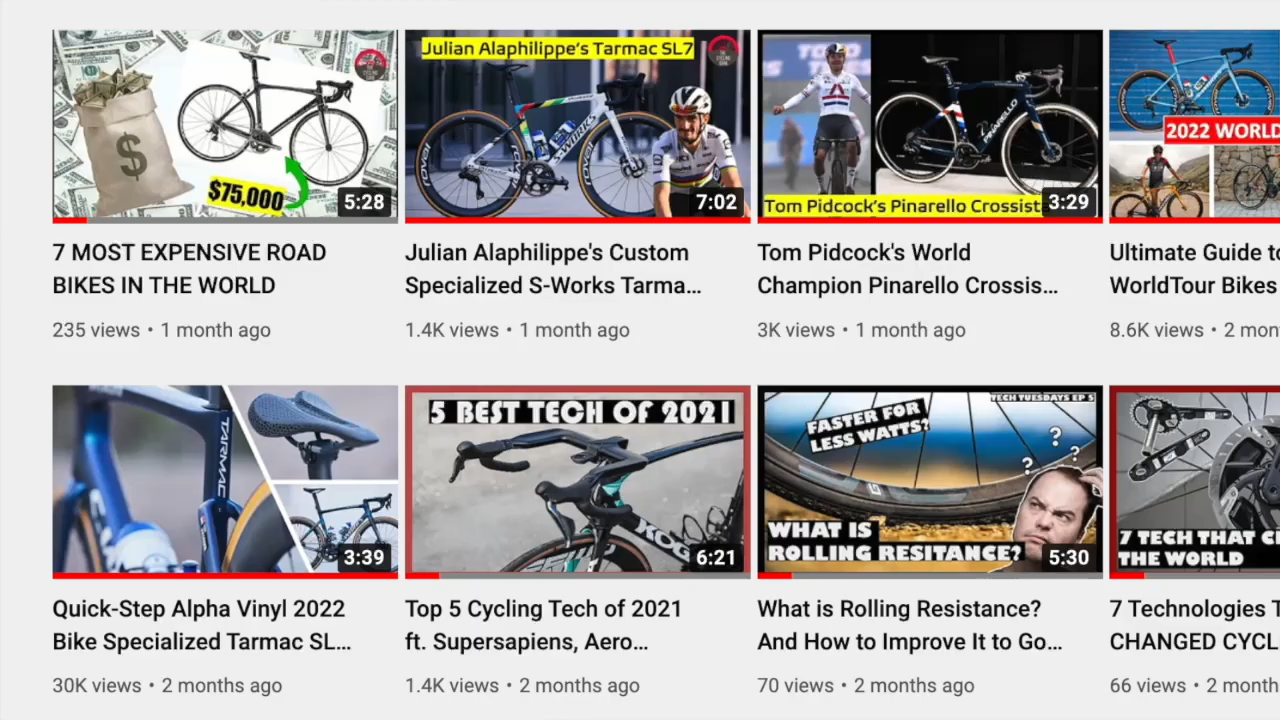 $
$75,000
5:28
Julian Alaphilippe's Tarmac SL7
S-WORKS
7:02
PINARELLO
Tom Pidcock's Pinarello Crossista
3:29
2022 WORLD
7 MOST EXPENSIVE ROAD
BIKES IN THE WORLD
235 views • 1 month ago
Julian Alaphilippe's Custom
Specialized S-Works Tarma...
1.4K views • 1 month ago
Tom Pidcock's World
Champion Pinarello Crossis...
3K views • 1 month ago
Ultimate Guide to
WorldTour Bikes
8.6K views • 2 mon
TARMAC
3:39
5 BEST TECH OF 2021
6:21
TECH TUESDAYS EP 5
FASTER FOR
LESS WATTS?
? ? ?
WHAT IS
ROLLING RESITANCE?
5:30
7 TECH THAT C
THE WORLD
Quick-Step Alpha Vinyl 2022
Bike Specialized Tarmac SL...
30K views • 2 months ago
Top 5 Cycling Tech of 2021
ft. Supersapiens, Aero...
1.4K views • 2 months ago
What is Rolling Resistance?
And How to Improve It to Go...
70 views • 2 months ago
7 Technologies T
CHANGED CYCL
66 views • 2 month